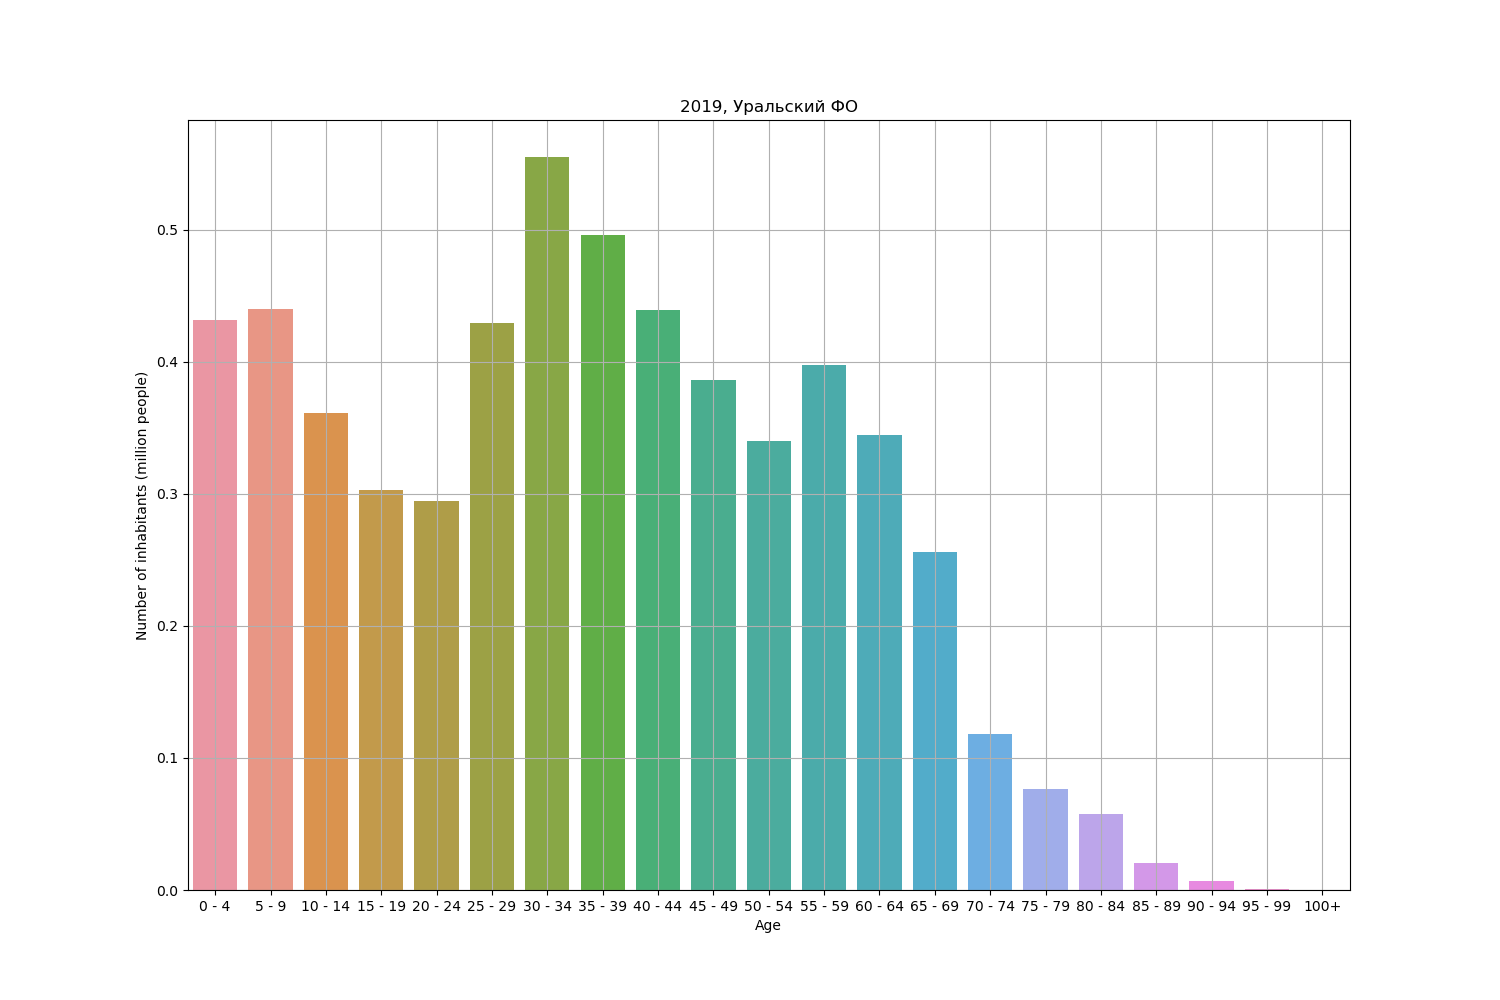 2019, Уральский ФО
Number of inhabitants (million people)
0.5
0.4
0.3
0.2
0.1
0.0
0 - 4 5 - 9 10 - 14 15 - 19 20 - 24 25 - 29 30 - 34 35 - 39 40 - 44 45 - 49 50 - 54 55 - 59 60 - 64 65 - 69 70 - 74 75 - 79 80 - 84 85 - 89 90 - 94 95 - 99 100+
Age